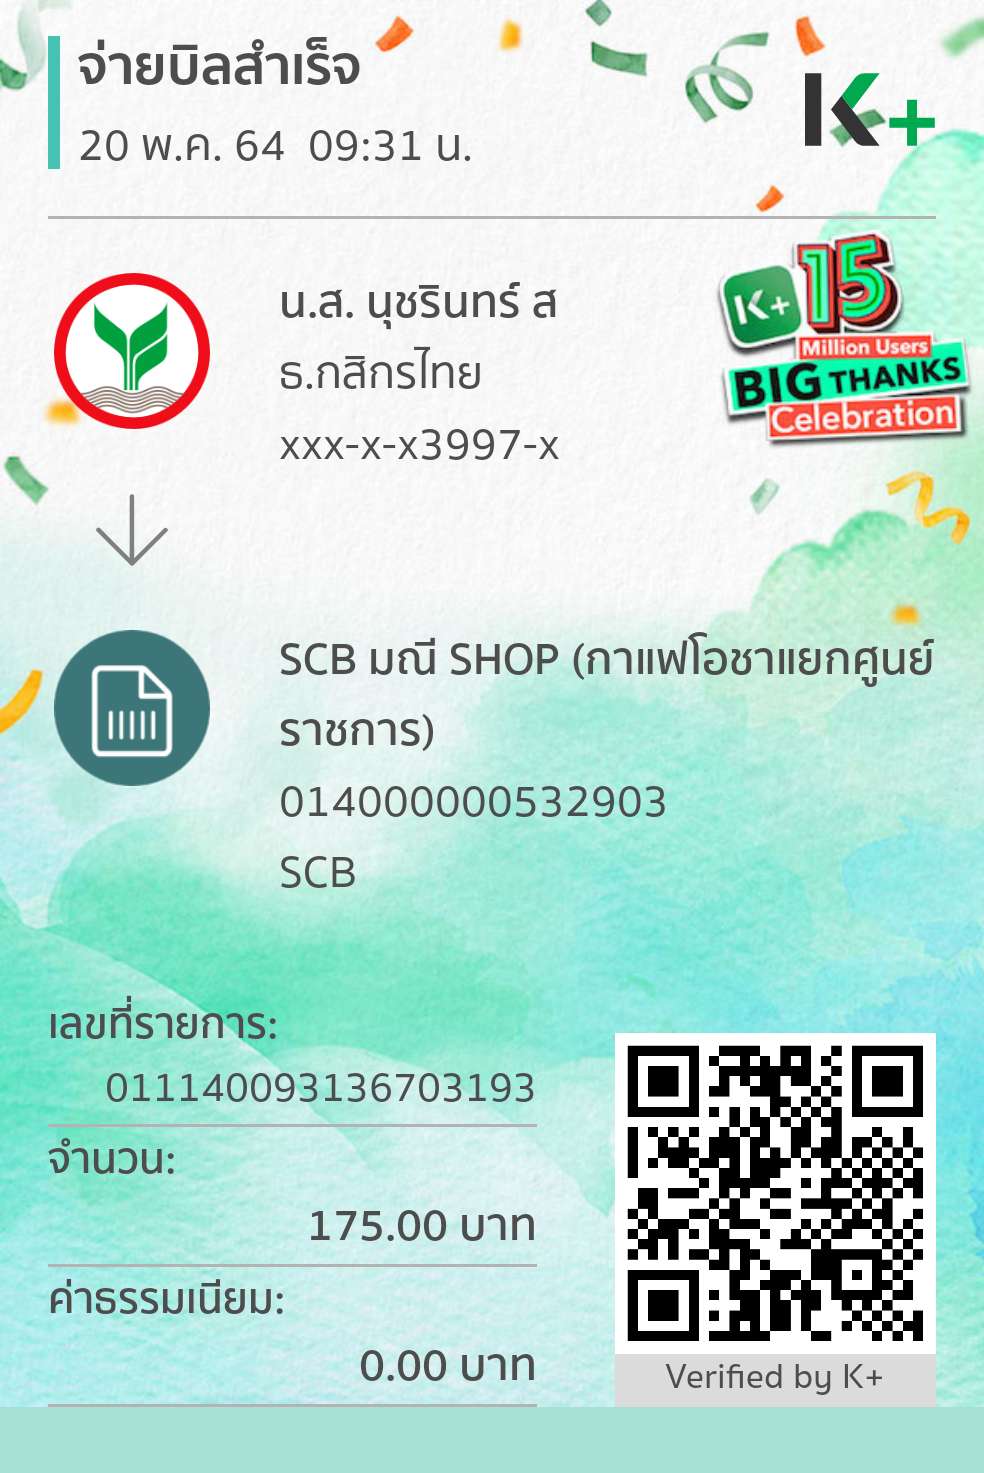 จ่ายบิลสำเร็จ
20 พ.ค. 64 09:31 น.
K+
น.ส. นุชรินทร์ ส
ธ.กสิกรไทย
xxx-x-x3997-x
K+ 15
Million Users
BIG THANKS
Celebration
SCB มณี SHOP (กาแฟโอชาแยกศูนย์
ราชการ)
014000000532903
SCB
เลขที่รายการ:
011140093136703193
จำนวน:
175.00 บาท
ค่าธรรมเนียม:
0.00 บาท
Verified by K+